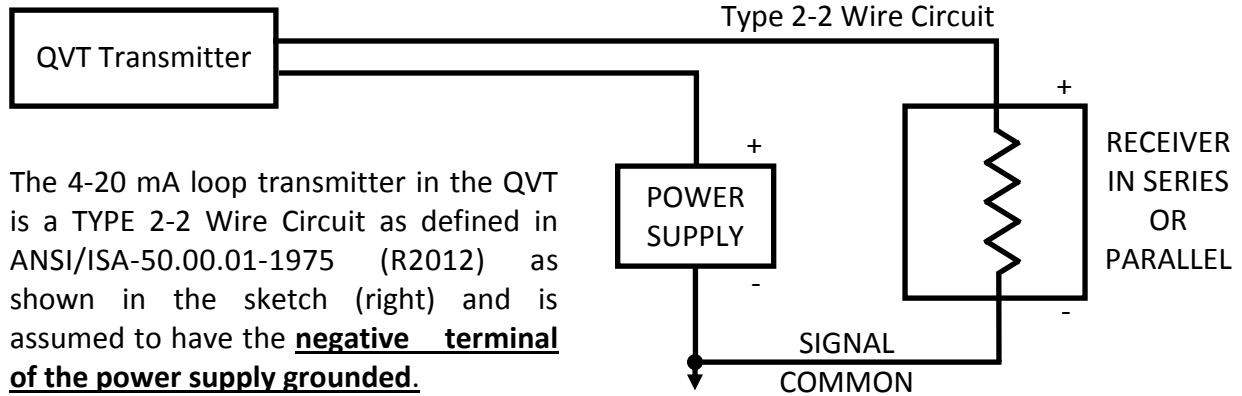 Type 2-2 Wire Circuit
QVT Transmitter
+
RECEIVER
IN SERIES
OR
PARALLEL
-
+
POWER
SUPPLY
-
The 4-20 mA loop transmitter in the QVT
is a TYPE 2-2 Wire Circuit as defined in
ANSI/ISA-50.00.01-1975 (R2012) as
shown in the sketch (right) and is
assumed to have the negative terminal
of the power supply grounded.
SIGNAL
COMMON